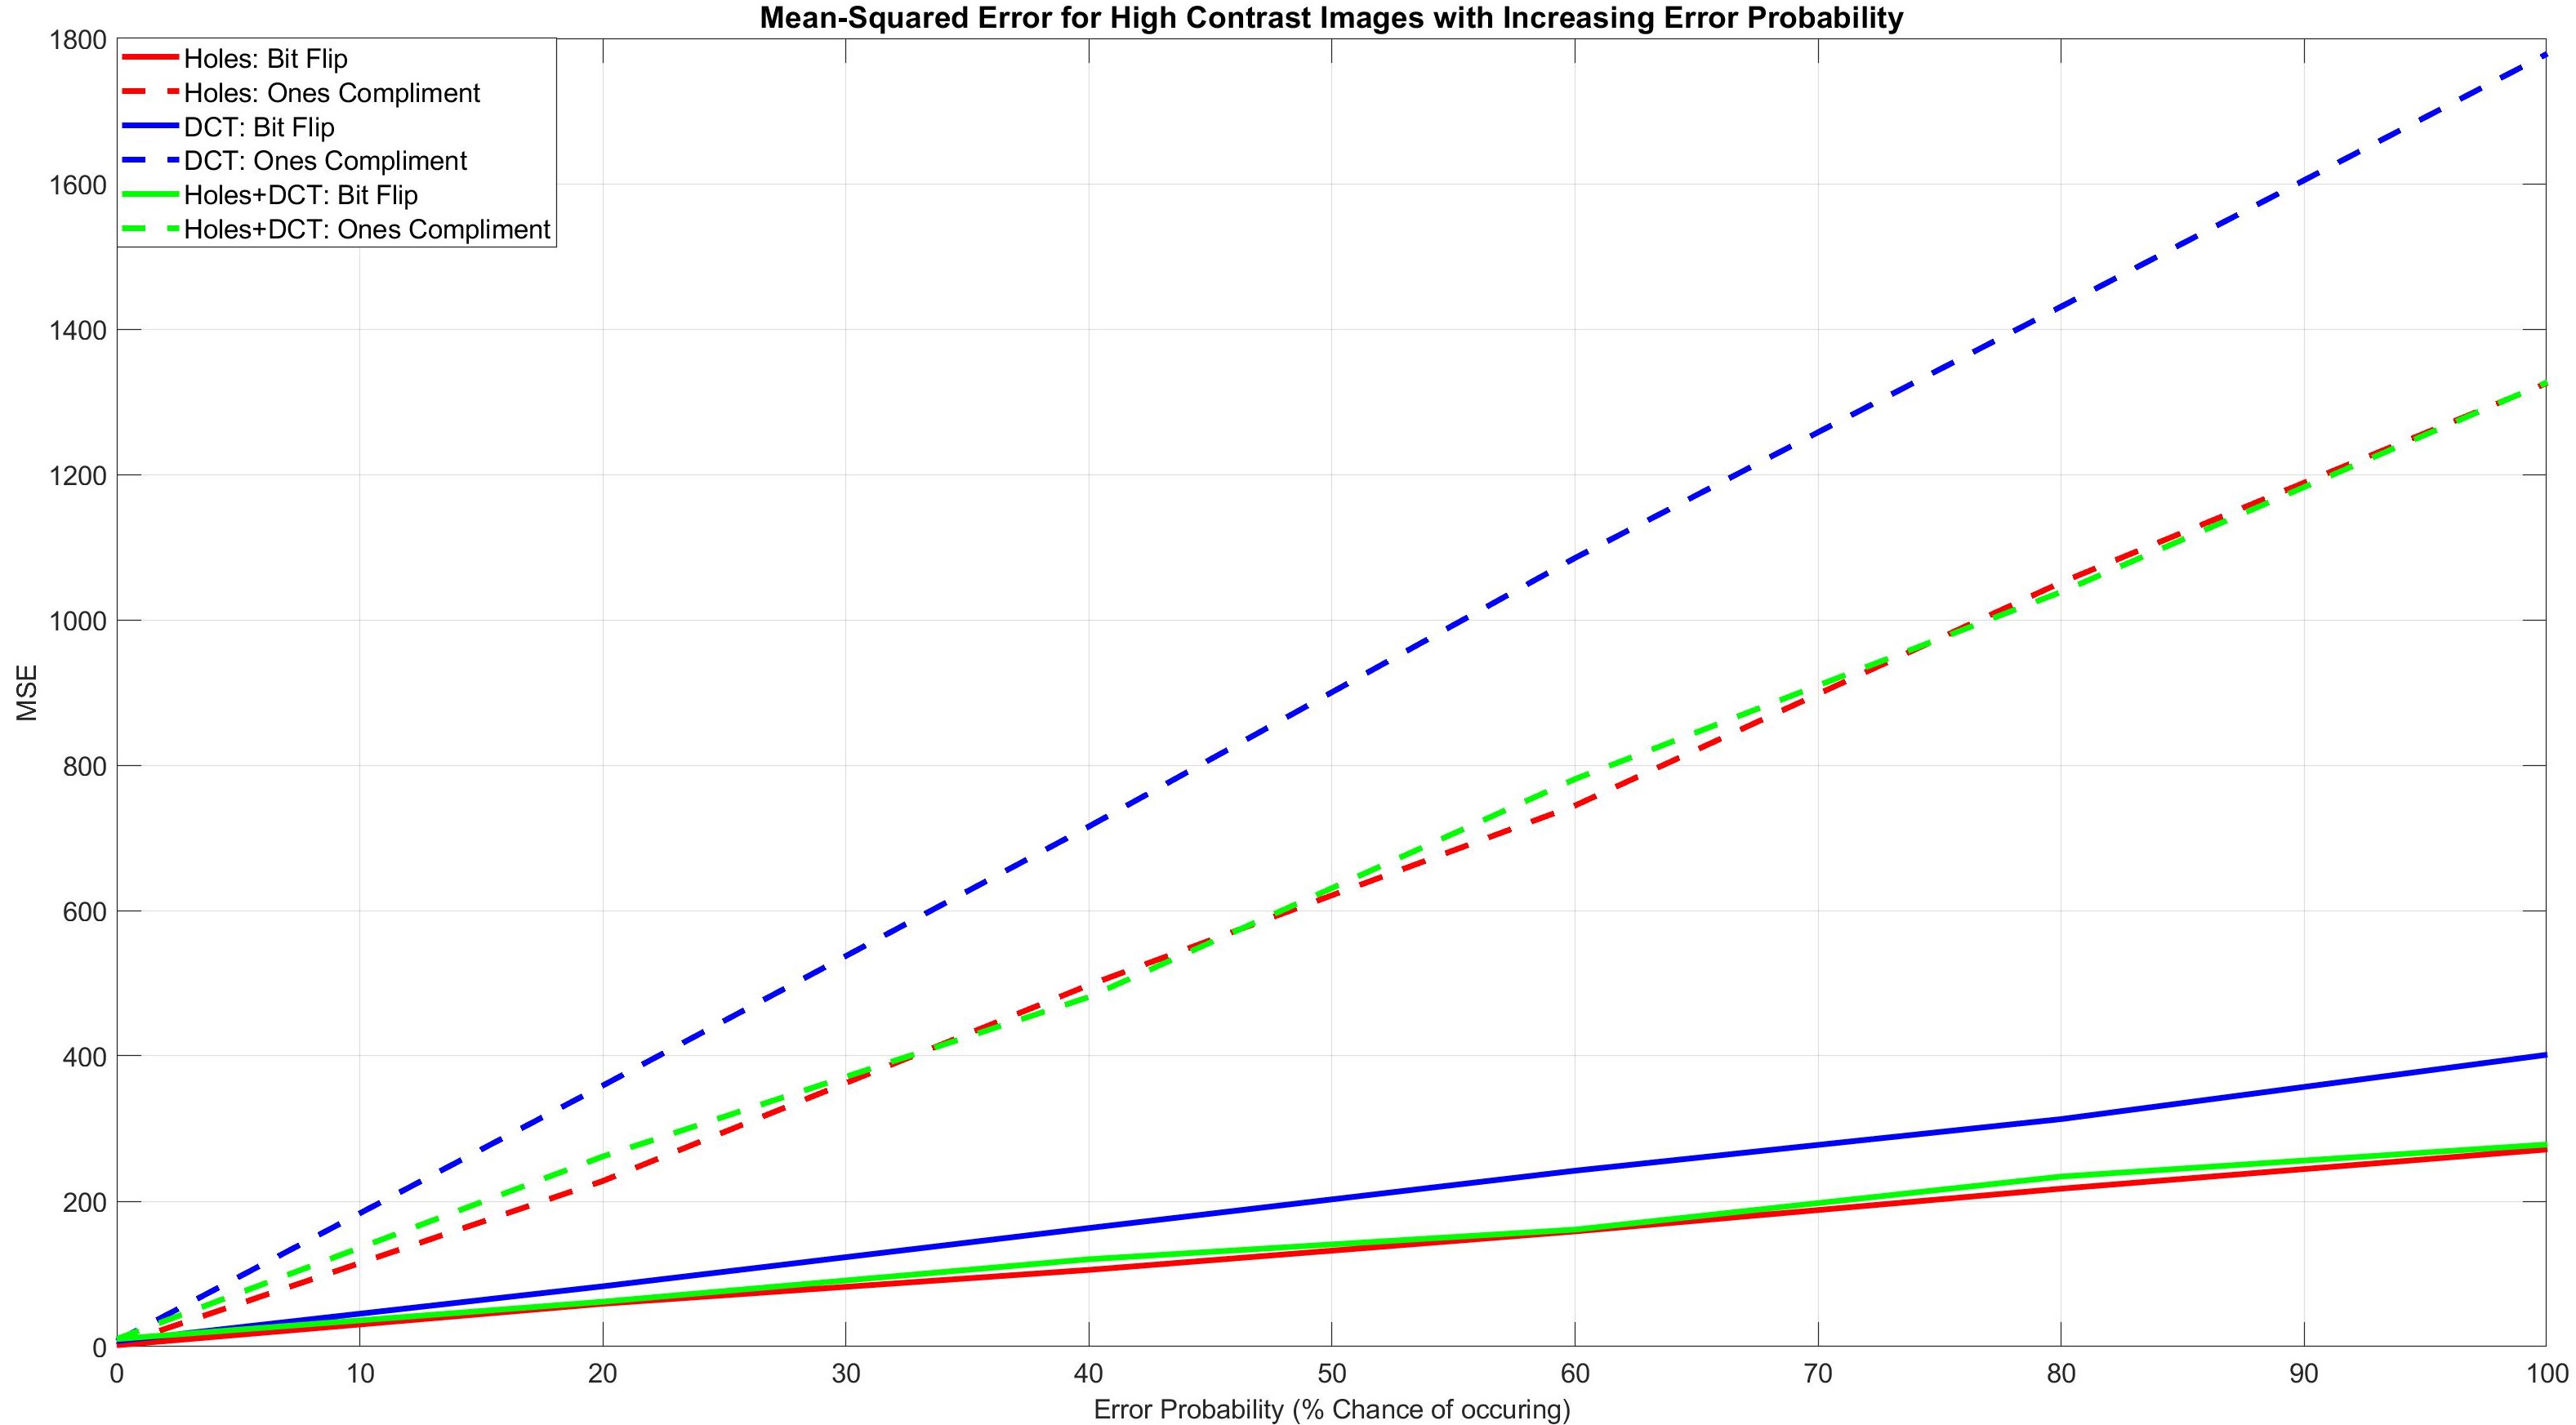 Mean-Squared Error for High Contrast Images with Increasing Error Probability
1800
1600
1400
1200
1000
800
600
400
200
0
MSE
Holes: Bit Flip
Holes: Ones Compliment
DCT: Bit Flip
DCT: Ones Compliment
Holes+DCT: Bit Flip
Holes+DCT: Ones Compliment
0 10 20 30 40 50 60 70 80 90 100
Error Probability (% Chance of occuring)